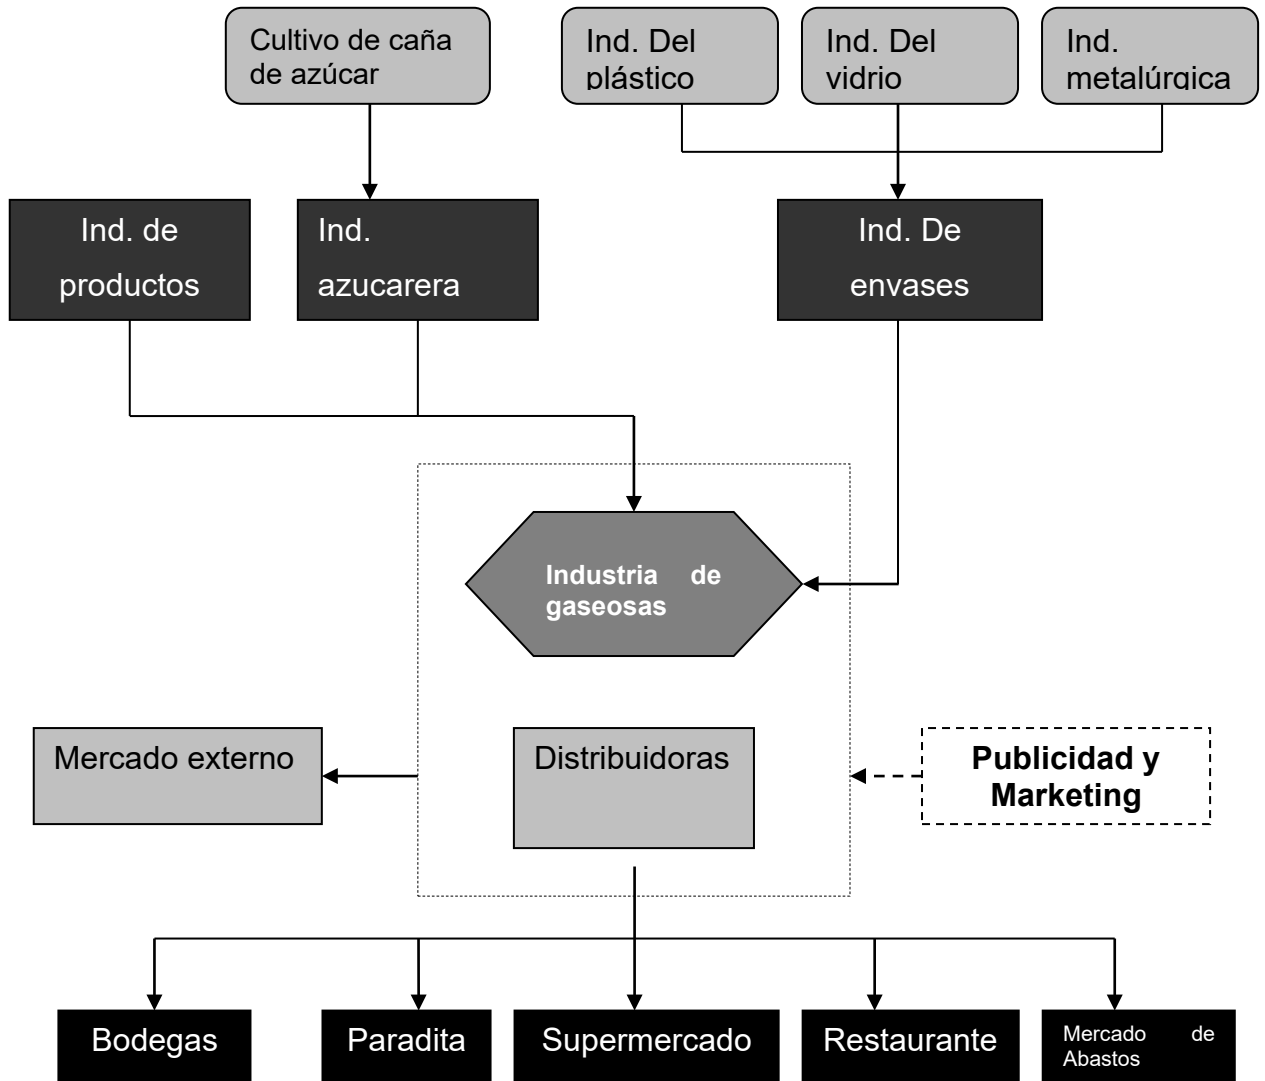 Cultivo de caña
de azúcar
Ind. Del
plástico
Ind. Del
vidrio
Ind.
metalúrgica
Ind. de
productos
Ind.
azucarera
Ind. De
envases
Industria de
gaseosas
Mercado externo
Distribuidoras
Publicidad y
Marketing
Bodegas
Paradita
Supermercado
Restaurante
Mercado de
Abastos